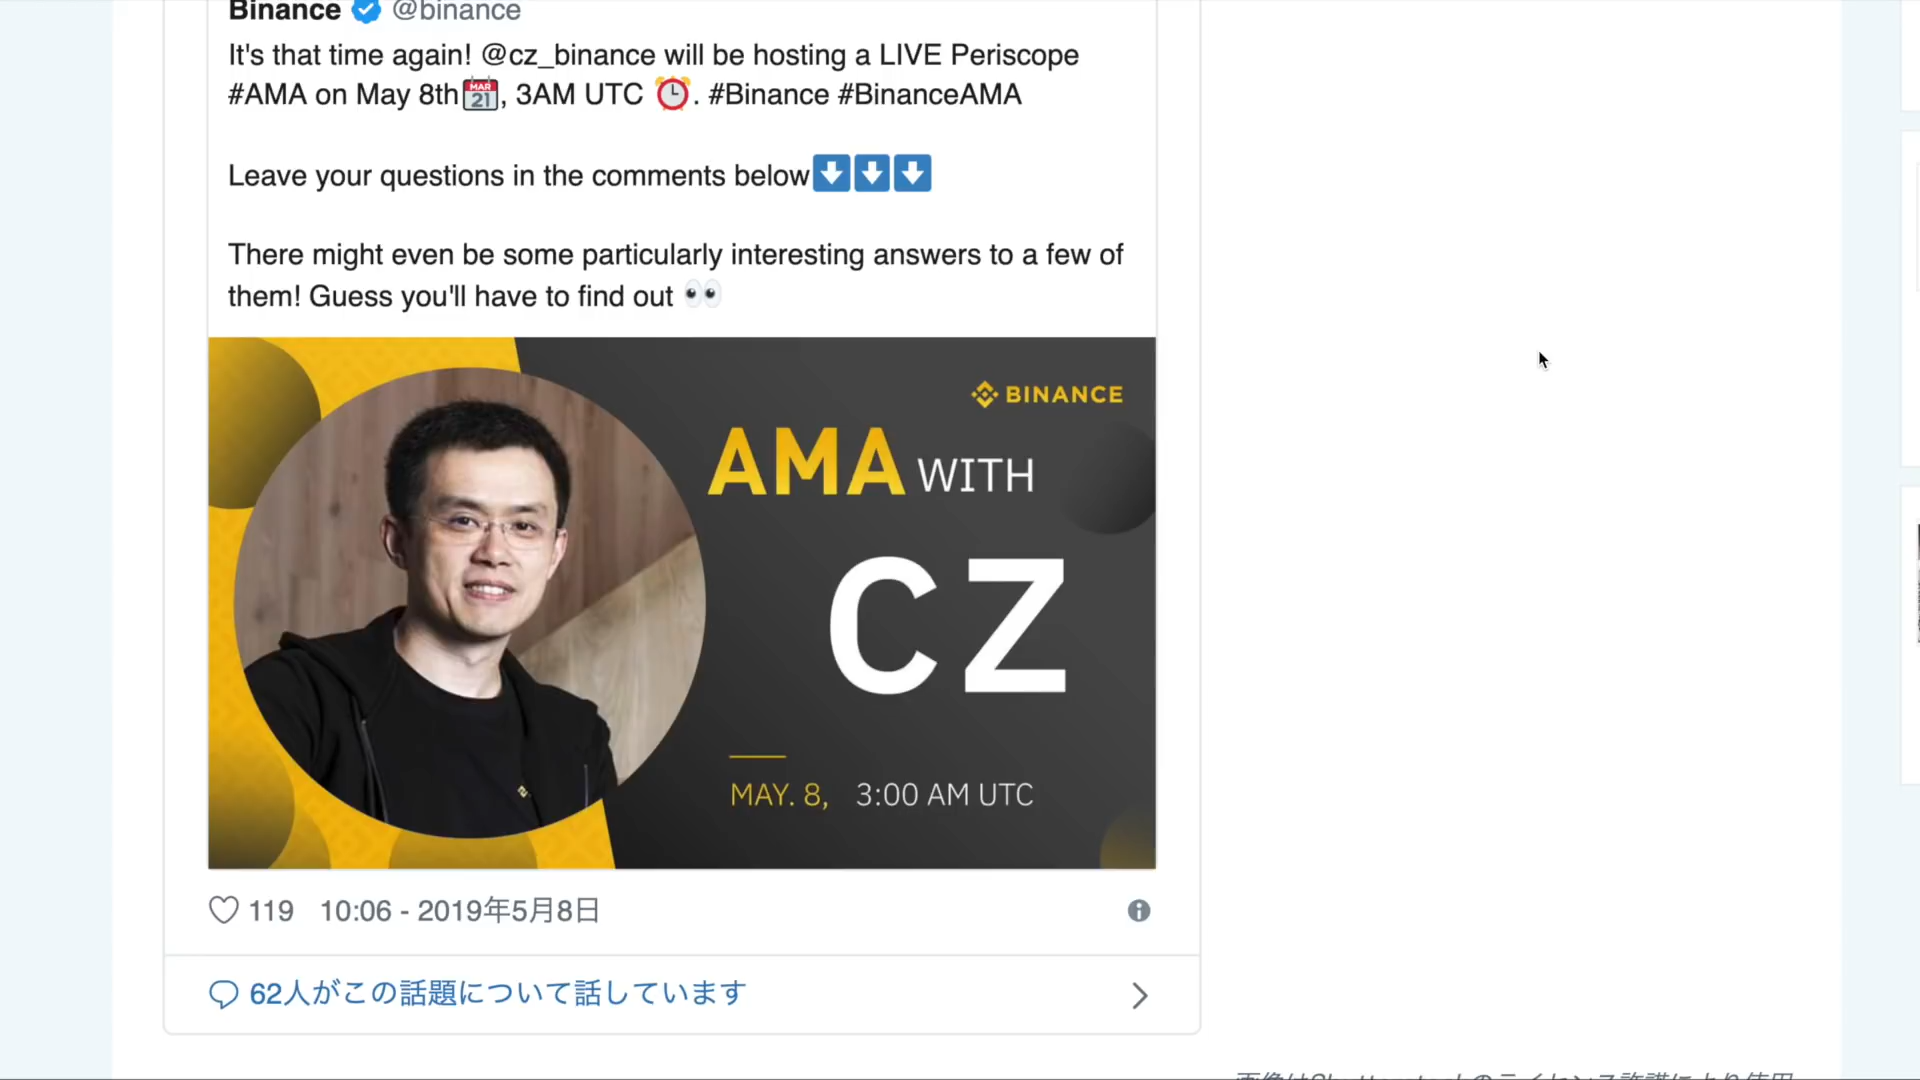 Binance @binance
It's that time again! @cz_binance will be hosting a LIVE Periscope
#AMA on May 8th📅, 3AM UTC ⏰. #Binance #BinanceAMA
Leave your questions in the comments below⬇️⬇️⬇️
There might even be some particularly interesting answers to a few of
them! Guess you'll have to find out 👀
BINANCE
AMA WITH
CZ
MAY. 8, 3:00 AM UTC
119 10:06 - 2019年5月8日
62人がこの話題について話しています